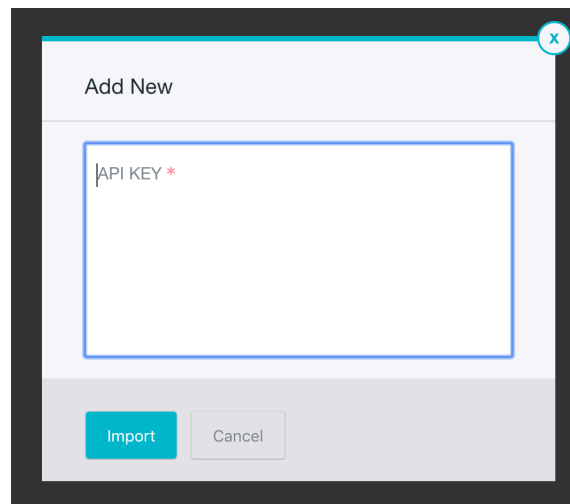 x
Add New
API KEY *
Import
Cancel